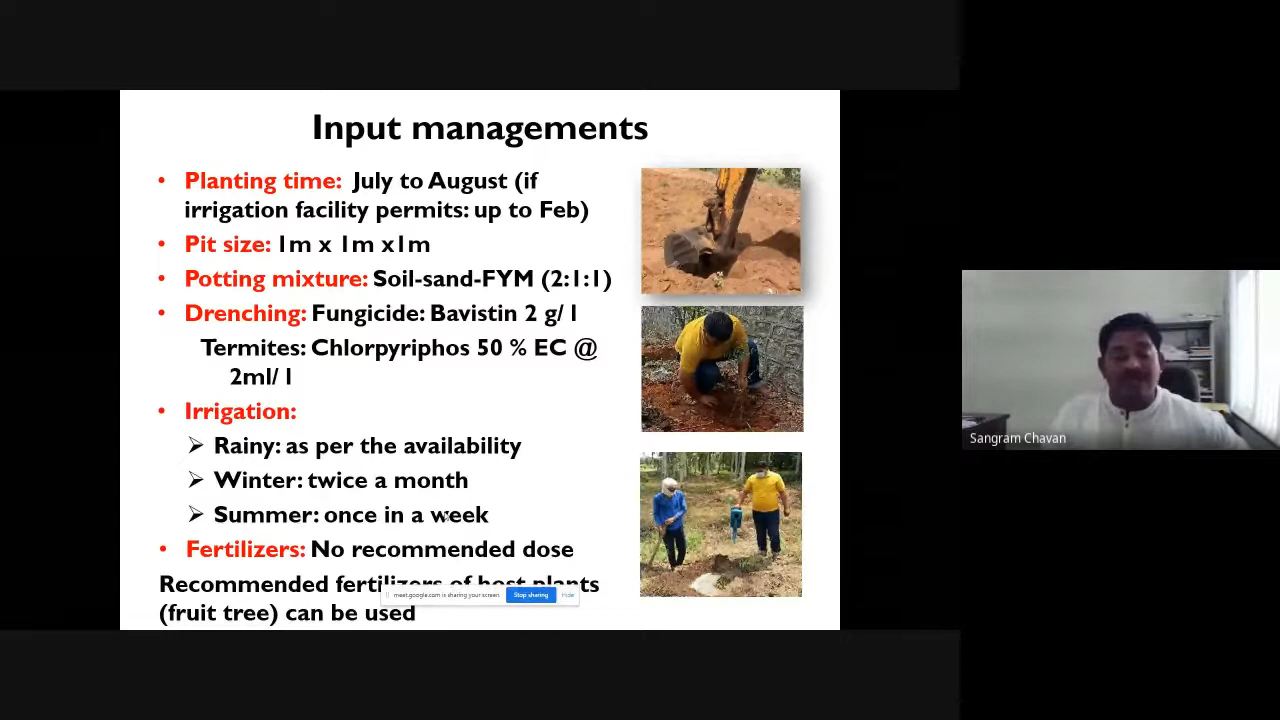 Input managements
• Planting time: July to August (if
irrigation facility permits: up to Feb)
• Pit size: 1m x 1m x1m
• Potting mixture: Soil-sand-FYM (2:1:1)
• Drenching: Fungicide: Bavistin 2 g/ l
Termites: Chlorpyriphos 50 % EC @
2ml/ l
• Irrigation:
➢ Rainy: as per the availability
➢ Winter: twice a month
➢ Summer: once in a week
• Fertilizers: No recommended dose
Recommended fertilizers of host plants
(fruit tree) can be used
meet.google.com is sharing your screen.
Stop sharing
Hide
Sangram Chavan